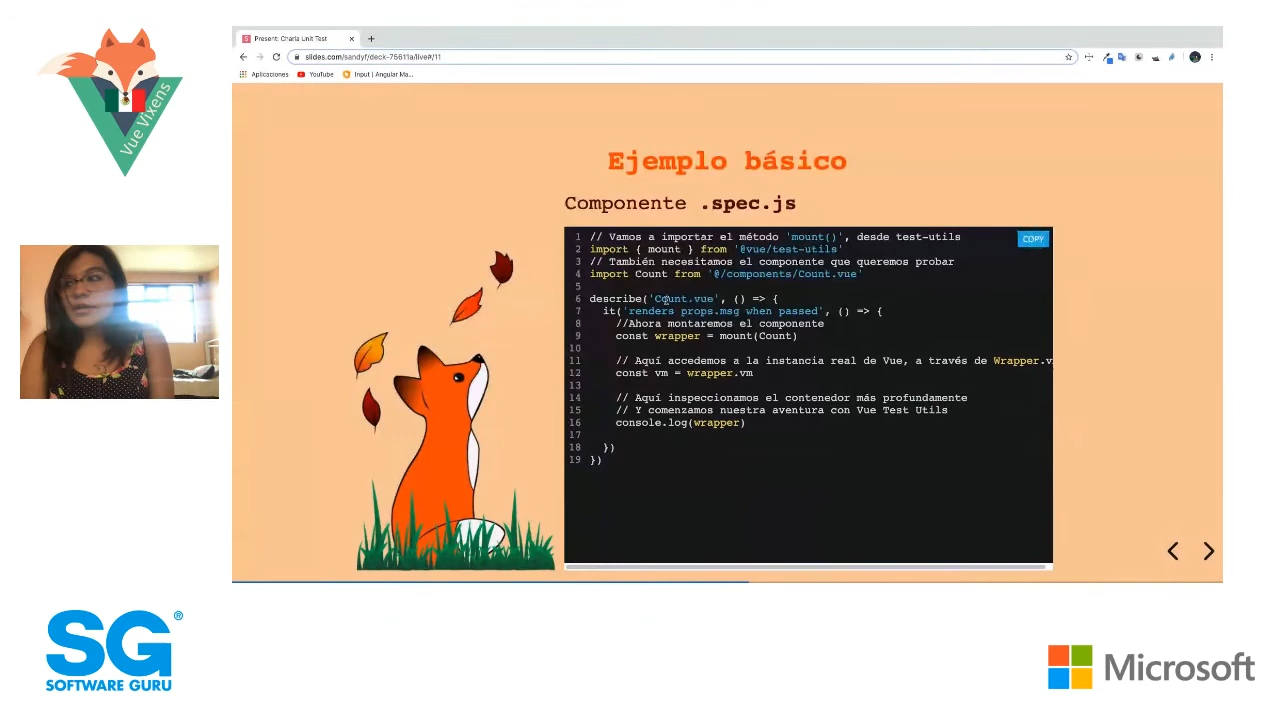 Vue Vixens
Present: Charla Unit Test
slides.com/sandyf/deck-75611a/live#/11
Aplicaciones
YouTube
Input | Angular Ma...
Ejemplo básico
Componente .spec.js
COPY
1 // Vamos a importar el método 'mount()', desde test-utils
2 import { mount } from '@vue/test-utils'
3 // También necesitamos el componente que queremos probar
4 import Count from '@/components/Count.vue'
5
6 describe('Count.vue', () => {
7 it('renders props.msg when passed', () => {
8 //Ahora montaremos el componente
9 const wrapper = mount(Count)
10
11 // Aquí accedemos a la instancia real de Vue, a través de Wrapper.v
12 const vm = wrapper.vm
13
14 // Aquí inspeccionamos el contenedor más profundamente
15 // Y comenzamos nuestra aventura con Vue Test Utils
16 console.log(wrapper)
17
18 })
19 })
SG®
SOFTWARE GURU
Microsoft